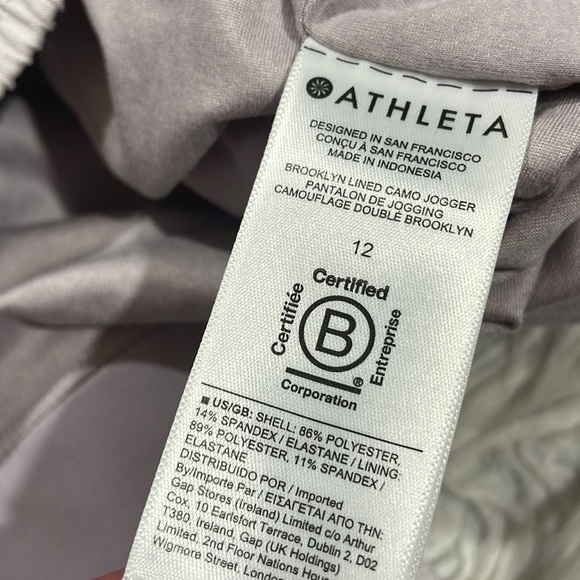 ATHLETA
DESIGNED IN SAN FRANCISCO
CONÇU À SAN FRANCISCO
MADE IN INDONESIA
BROOKLYN LINED CAMO JOGGER
PANTALON DE JOGGING
CAMOUFLAGE DOUBLÉ BROOKLYN
12
Certified
Certifiée
B
Entreprise
®
Corporation
■ US/GB: SHELL: 86% POLYESTER,
14% SPANDEX / ELASTANE / LINING:
89% POLYESTER, 11% SPANDEX /
ELASTANE
DISTRIBUIDO POR / Imported
By/Importe Par / ΕΙΣΑΓΕΤΑΙ ΑΠΟ ΤΗΝ:
Gap Stores (Ireland) Limited c/o Arthur
Cox, 10 Earlsfort Terrace, Dublin 2, D02
T380, Ireland, Gap (UK Holdings)
Limited, 2nd Floor Nations Hous
Wigmore Street, London